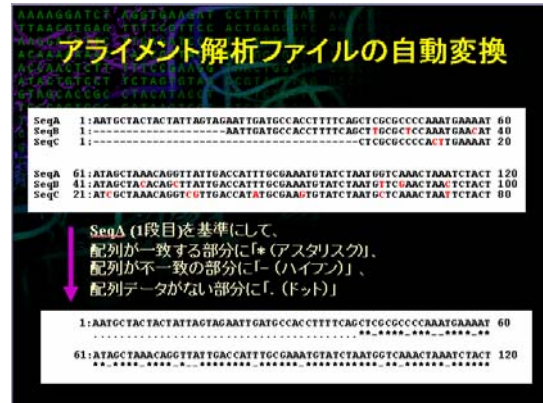 アライメント解析ファイルの自動変換
SeqA 1:AATGCTACTACTATTAGTAGAATTGATGCCACCTTTTCAGCTCGCGCCCCAAATGAAAAT 60
SeqB 1:--------------------AATTGATGCCACCTTTTCAGCTTGCGCTCCAAATGAACAT 40
SeqC 1:----------------------------------------CTCGCGCCCCACTTGAAAAT 20
SeqA 61:ATAGCTAAACAGGTTATTGACCATTTGCGAAATGTATCTAATGGTCAAACTAAATCTACT 120
SeqB 41:ATAGCTACACAGCTTATTGACCATTTGCGAAATGTATCTAATGTTCGAACTAACTCTACT 100
SeqC 21:ATCGCTAAACAGGTCGTTGACCATATGCGAAGTGTATCTAATGCTCAAACTAATTCTACT 80
SeqA (1段目)を基準にして、
配列が一致する部分に「*(アスタリスク)」、
配列が不一致の部分に「-(ハイフン)」、
配列データがない部分に「.(ドット)」
1:AATGCTACTACTATTAGTAGAATTGATGCCACCTTTTCAGCTCGCGCCCCAAATGAAAAT 60
61:ATAGCTAAACAGGTTATTGACCATTTGCGAAATGTATCTAATGGTCAAACTAAATCTACT 120